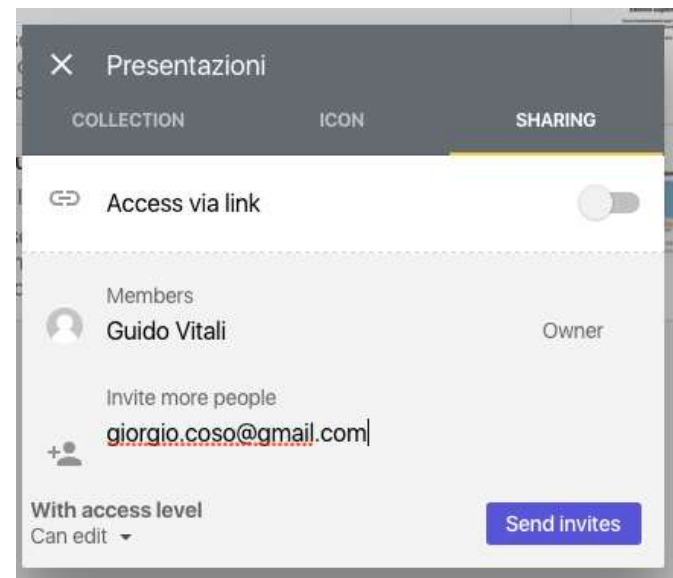 Presentazioni
COLLECTION ICON SHARING
Access via link
Members
Guido Vitali Owner
Invite more people
giorgio.coso@gmail.com
With access level
Can edit
Send invites